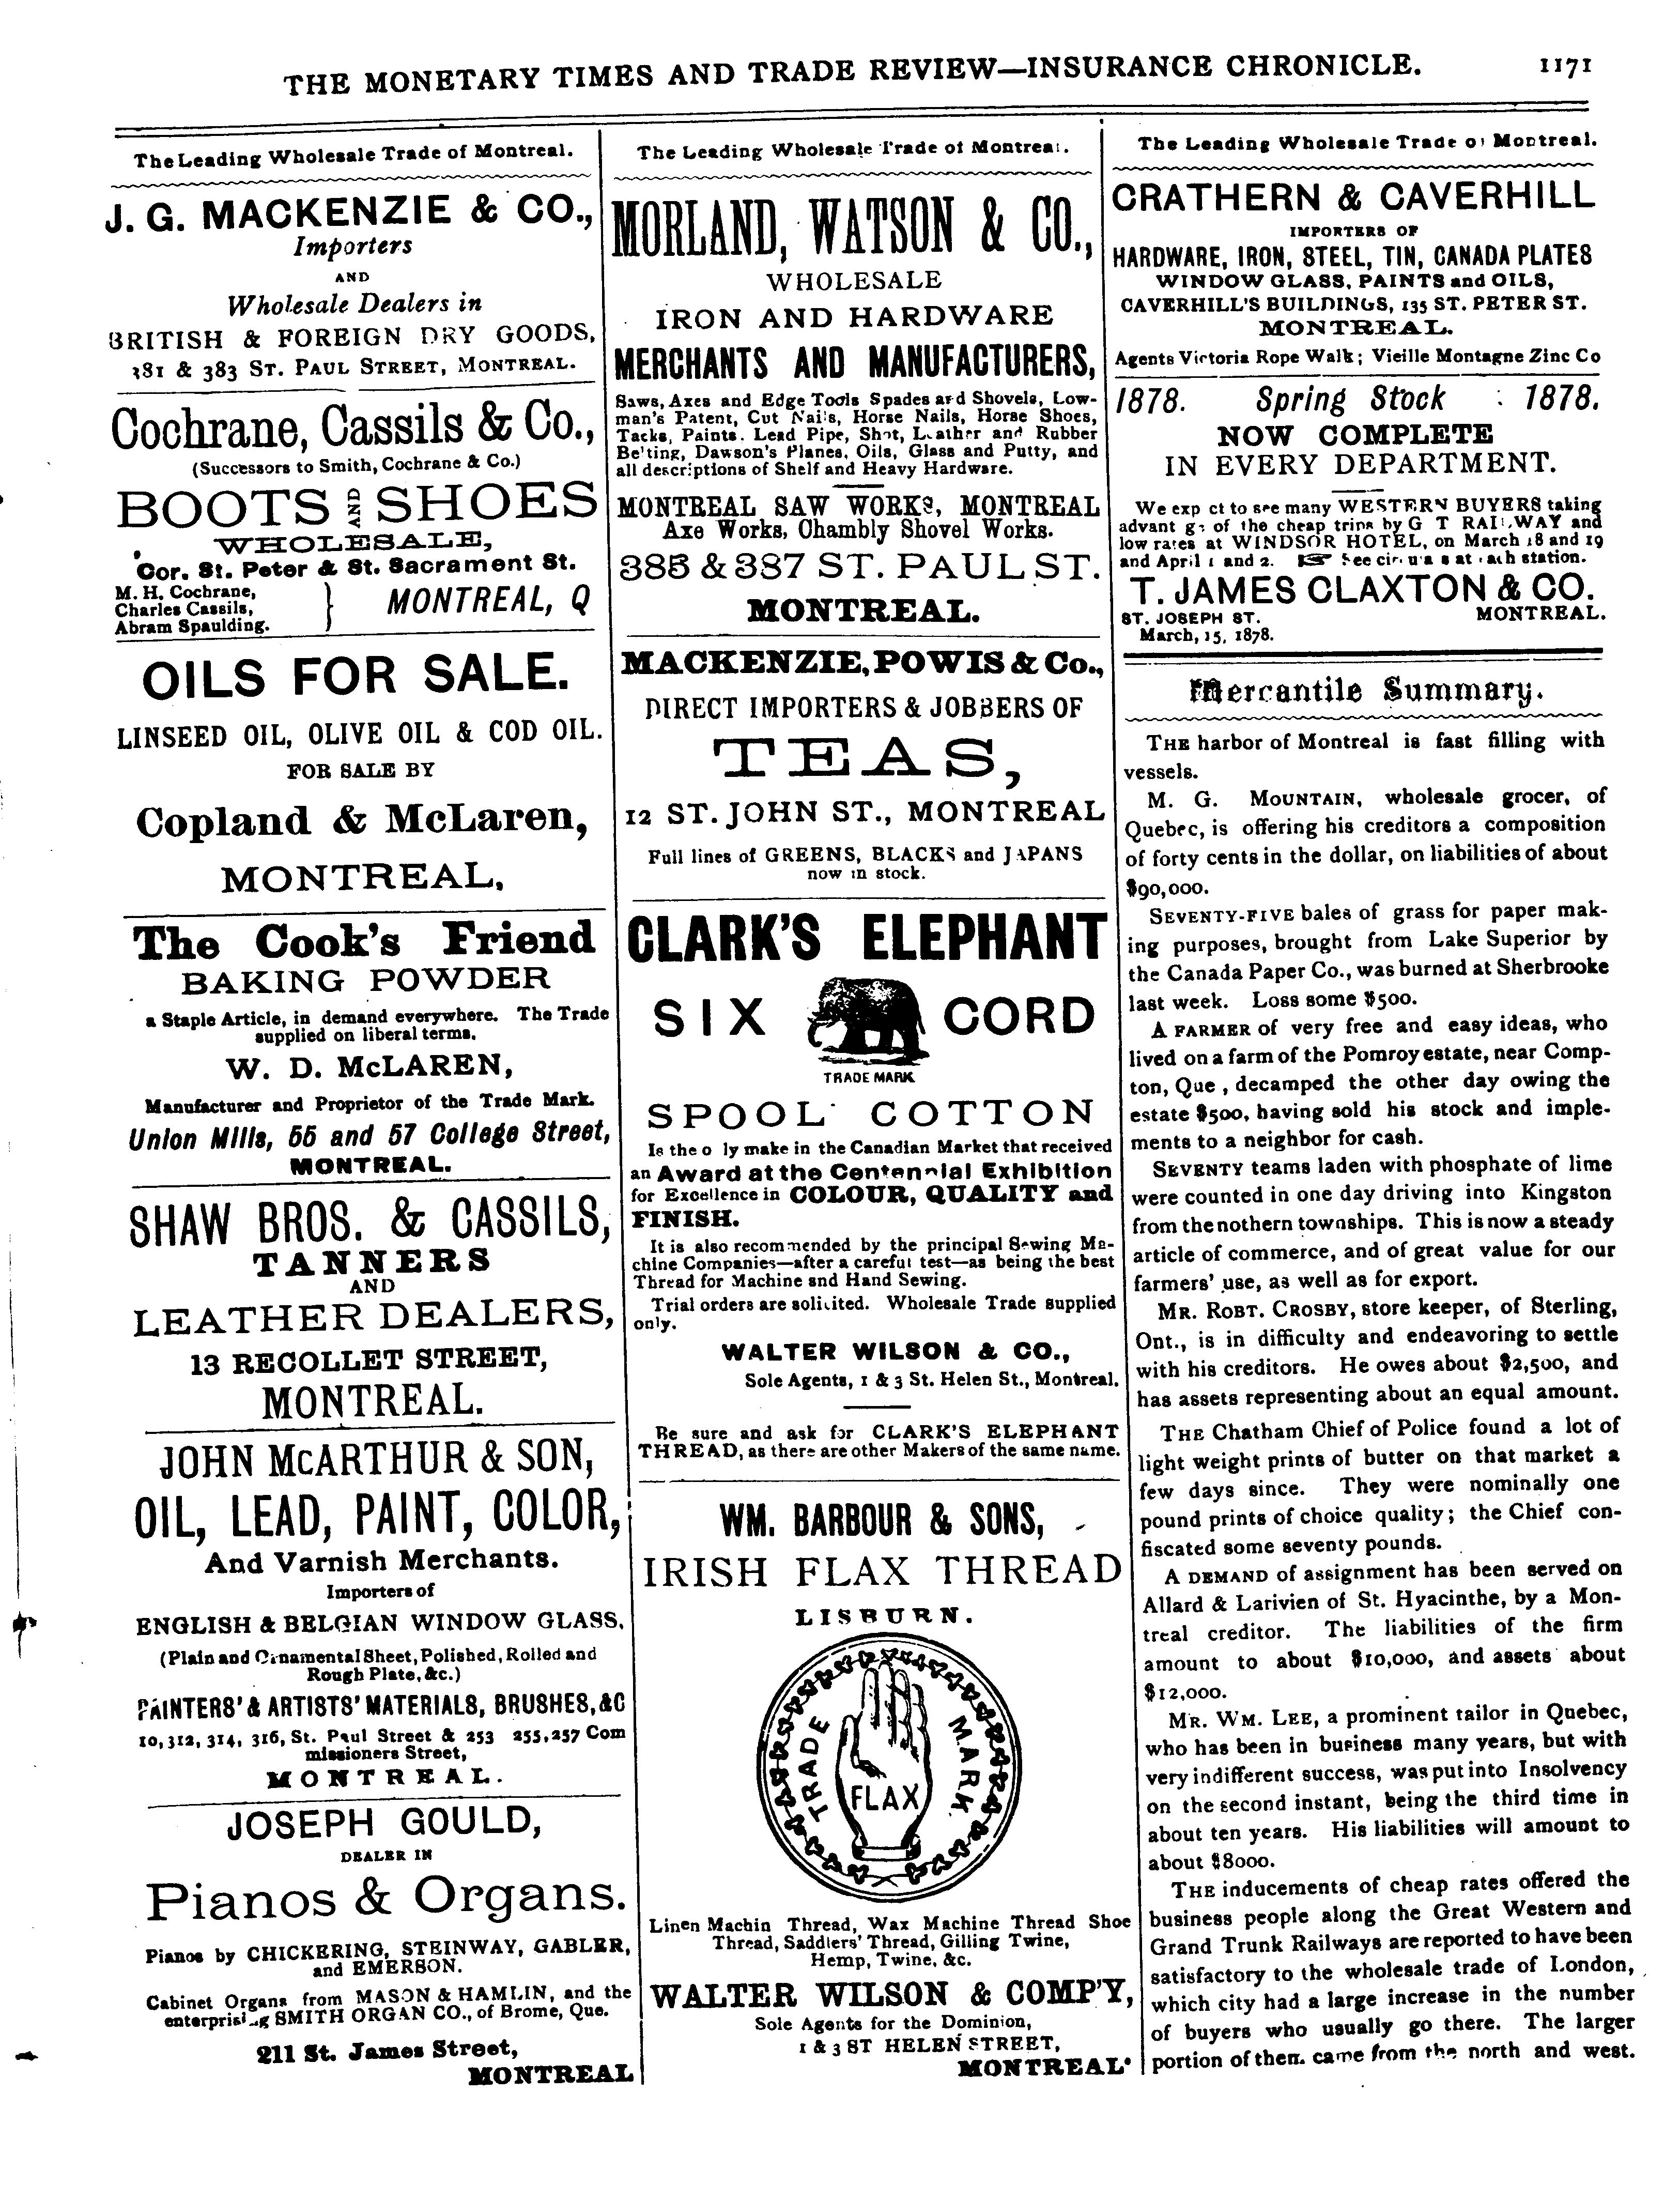 THE MONETARY TIMES AND TRADE REVIEW—INSURANCE CHRONICLE. 1171
The Leading Wholesale Trade of Montreal.
J. G. MACKENZIE & CO.,
Importers
AND
Wholesale Dealers in
BRITISH & FOREIGN DRY GOODS,
381 & 383 ST. PAUL STREET, MONTREAL.
Cochrane, Cassils & Co.,
(Successors to Smith, Cochrane & Co.)
BOOTS AND SHOES
WHOLESALE,
Cor. St. Peter & St. Sacrament St.
M. H. Cochrane,
Charles Cassils,
Abram Spaulding.
} MONTREAL, Q
OILS FOR SALE.
LINSEED OIL, OLIVE OIL & COD OIL.
FOR SALE BY
Copland & McLaren,
MONTREAL,
The Cook's Friend
BAKING POWDER
a Staple Article, in demand everywhere. The Trade
supplied on liberal terms.
W. D. McLAREN,
Manufacturer and Proprietor of the Trade Mark.
Union Mills, 55 and 57 College Street,
MONTREAL.
SHAW BROS. & CASSILS,
TANNERS
AND
LEATHER DEALERS,
13 RECOLLET STREET,
MONTREAL.
JOHN McARTHUR & SON,
OIL, LEAD, PAINT, COLOR,
And Varnish Merchants.
Importers of
ENGLISH & BELGIAN WINDOW GLASS,
(Plain and Ornamental Sheet, Polished, Rolled and
Rough Plate, &c.)
PAINTERS' & ARTISTS' MATERIALS, BRUSHES, &C
10, 312, 314, 316, St. Paul Street & 253 255, 257 Com
missioners Street,
MONTREAL.
JOSEPH GOULD,
DEALER IN
Pianos & Organs.
Pianos by CHICKERING, STEINWAY, GABLER,
and EMERSON.
Cabinet Organs from MASON & HAMLIN, and the
enterprising SMITH ORGAN CO., of Brome, Que.
211 St. James Street,
MONTREAL
The Leading Wholesale Trade of Montreal.
MORLAND, WATSON & CO.,
WHOLESALE
IRON AND HARDWARE
MERCHANTS AND MANUFACTURERS,
Saws, Axes and Edge Tools Spades and Shovels, Low-
man's Patent, Cut Nails, Horse Nails, Horse Shoes,
Tacks, Paints. Lead Pipe, Shot, Leather and Rubber
Belting, Dawson's Planes, Oils, Glass and Putty, and
all descriptions of Shelf and Heavy Hardware.
MONTREAL SAW WORKS, MONTREAL
Axe Works, Chambly Shovel Works.
385 & 387 ST. PAUL ST.
MONTREAL.
MACKENZIE, POWIS & Co.,
DIRECT IMPORTERS & JOBBERS OF
TEAS,
12 ST. JOHN ST., MONTREAL
Full lines of GREENS, BLACKS and JAPANS
now in stock.
CLARK'S ELEPHANT
SIX CORD
TRADE MARK
SPOOL COTTON
Is the o ly make in the Canadian Market that received
an Award at the Centennial Exhibition
for Excellence in COLOUR, QUALITY and
FINISH.
It is also recommended by the principal Sewing Ma-
chine Companies—after a careful test—as being the best
Thread for Machine and Hand Sewing.
Trial orders are solicited. Wholesale Trade supplied
only.
WALTER WILSON & CO.,
Sole Agents, 1 & 3 St. Helen St., Montreal.
Be sure and ask for CLARK'S ELEPHANT
THREAD, as there are other Makers of the same name.
WM. BARBOUR & SONS,
IRISH FLAX THREAD
LISBURN.
TRADE MARK
FLAX
Linen Machin Thread, Wax Machine Thread Shoe
Thread, Saddlers' Thread, Gilling Twine,
Hemp, Twine, &c.
WALTER WILSON & COMP'Y,
Sole Agents for the Dominion,
1 & 3 ST HELEN STREET,
MONTREAL'
The Leading Wholesale Trade of Montreal.
CRATHERN & CAVERHILL
IMPORTERS OF
HARDWARE, IRON, STEEL, TIN, CANADA PLATES
WINDOW GLASS, PAINTS and OILS,
CAVERHILL'S BUILDINGS, 135 ST. PETER ST.
MONTREAL.
Agents Victoria Rope Walk; Vieille Montagne Zinc Co
1878. Spring Stock : 1878.
NOW COMPLETE
IN EVERY DEPARTMENT.
We exp ct to see many WESTERN BUYERS taking
advant g of the cheap trips by G T RAILWAY and
low rates at WINDSOR HOTEL, on March 18 and 19
and April 1 and 2. See cir u a s at each station.
T. JAMES CLAXTON & CO.
ST. JOSEPH ST. MONTREAL.
March, 15, 1878.
Mercantile Summary.
THE harbor of Montreal is fast filling with
vessels.
M. G. MOUNTAIN, wholesale grocer, of
Quebec, is offering his creditors a composition
of forty cents in the dollar, on liabilities of about
$90,000.
SEVENTY-FIVE bales of grass for paper mak-
ing purposes, brought from Lake Superior by
the Canada Paper Co., was burned at Sherbrooke
last week. Loss some $500.
A FARMER of very free and easy ideas, who
lived on a farm of the Pomroy estate, near Comp-
ton, Que , decamped the other day owing the
estate $500, having sold his stock and imple-
ments to a neighbor for cash.
SEVENTY teams laden with phosphate of lime
were counted in one day driving into Kingston
from the nothern townships. This is now a steady
article of commerce, and of great value for our
farmers' use, as well as for export.
MR. ROBT. CROSBY, store keeper, of Sterling,
Ont., is in difficulty and endeavoring to settle
with his creditors. He owes about $2,500, and
has assets representing about an equal amount.
THE Chatham Chief of Police found a lot of
light weight prints of butter on that market a
few days since. They were nominally one
pound prints of choice quality; the Chief con-
fiscated some seventy pounds.
A DEMAND of assignment has been served on
Allard & Larivien of St. Hyacinthe, by a Mon-
treal creditor. The liabilities of the firm
amount to about $10,000, and assets about
$12,000.
MR. WM. LEE, a prominent tailor in Quebec,
who has been in business many years, but with
very indifferent success, was put into Insolvency
on the second instant, being the third time in
about ten years. His liabilities will amount to
about $8000.
THE inducements of cheap rates offered the
business people along the Great Western and
Grand Trunk Railways are reported to have been
satisfactory to the wholesale trade of London,
which city had a large increase in the number
of buyers who usually go there. The larger
portion of them came from the north and west.